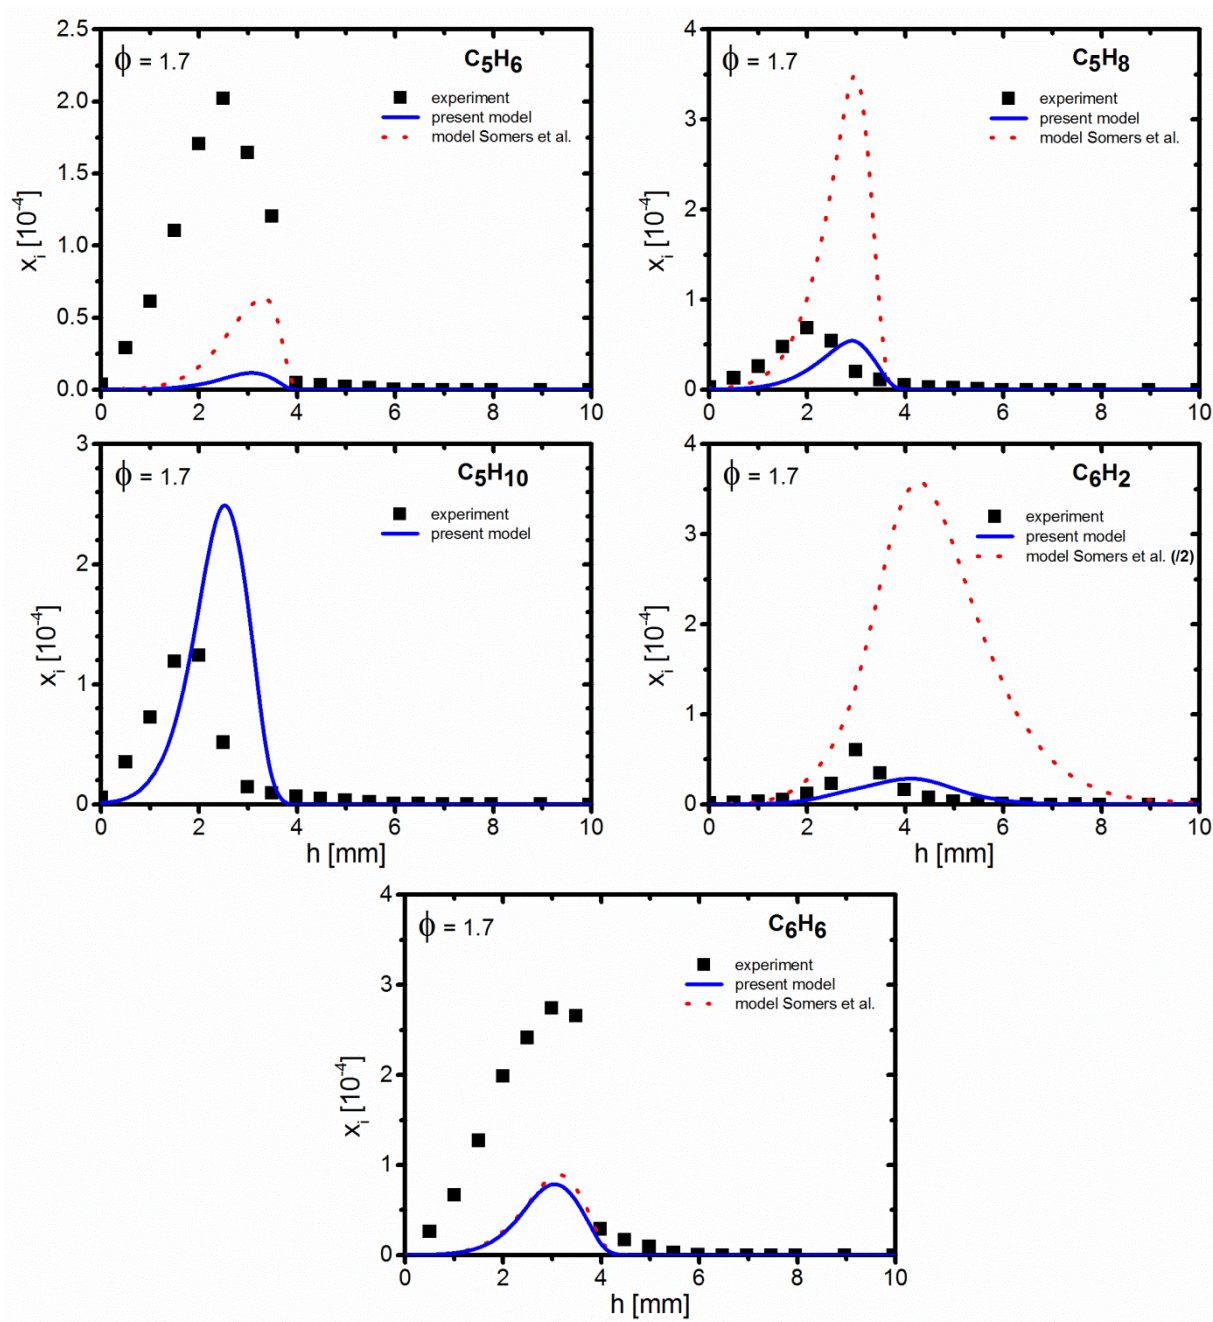 ϕ = 1.7
C5H6
experiment
present model
model Somers et al.
xi [10-4]
2.5
2.0
1.5
1.0
0.5
0.0
0 2 4 6 8 10
ϕ = 1.7
C5H8
experiment
present model
model Somers et al.
xi [10-4]
4
3
2
1
0
0 2 4 6 8 10
ϕ = 1.7
C5H10
experiment
present model
xi [10-4]
3
2
1
0
0 2 4 6 8 10
h [mm]
ϕ = 1.7
C6H2
experiment
present model
model Somers et al. (/2)
xi [10-4]
4
3
2
1
0
0 2 4 6 8 10
h [mm]
ϕ = 1.7
C6H6
experiment
present model
model Somers et al.
xi [10-4]
4
3
2
1
0
0 2 4 6 8 10
h [mm]